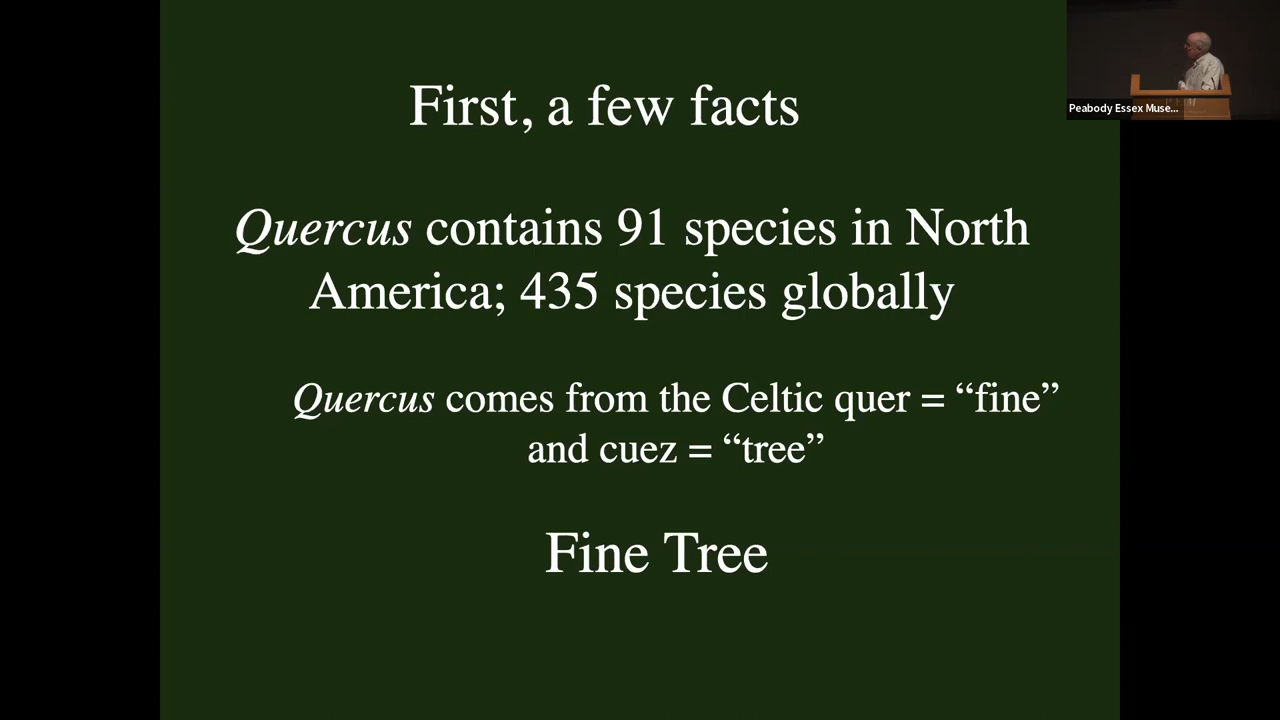 First, a few facts
Quercus contains 91 species in North
America; 435 species globally
Quercus comes from the Celtic quer = “fine”
and cuez = “tree”
Fine Tree
Peabody Essex Muse...